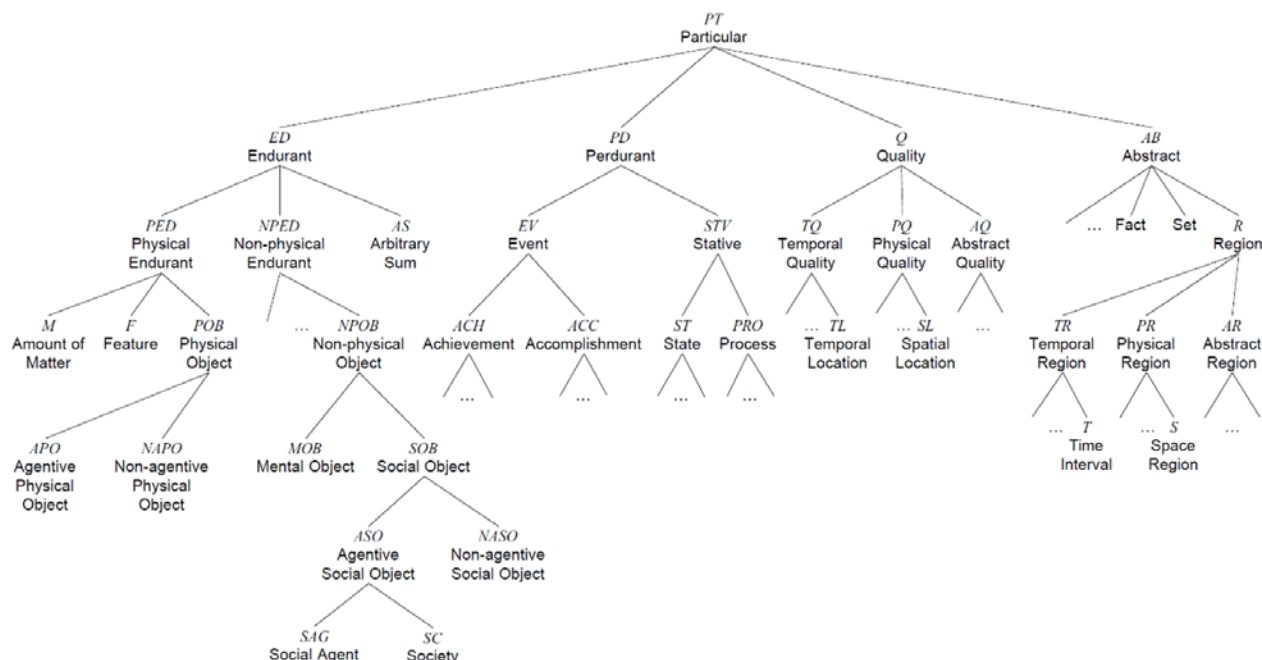 PT
Particular
ED
Endurant
PD
Perdurant
Q
Quality
AB
Abstract
PED
Physical
Endurant
NPED
Non-physical
Endurant
AS
Arbitrary
Sum
EV
Event
STV
Stative
TQ
Temporal
Quality
PQ
Physical
Quality
AQ
Abstract
Quality
... Fact
Set
R
Region
M
Amount of
Matter
F
Feature
POB
Physical
Object
... NPOB
Non-physical
Object
ACH
Achievement
...
ACC
Accomplishment
...
ST
State
...
PRO
Process
...
... TL
Temporal
Location
... SL
Spatial
Location
...
TR
Temporal
Region
PR
Physical
Region
AR
Abstract
Region
... T
Time
Interval
... S
Space
Region
...
APO
Agentive
Physical
Object
NAPO
Non-agentive
Physical
Object
MOB
Mental Object
SOB
Social Object
ASO
Agentive
Social Object
NASO
Non-agentive
Social Object
SAG
Social Agent
SC
Society